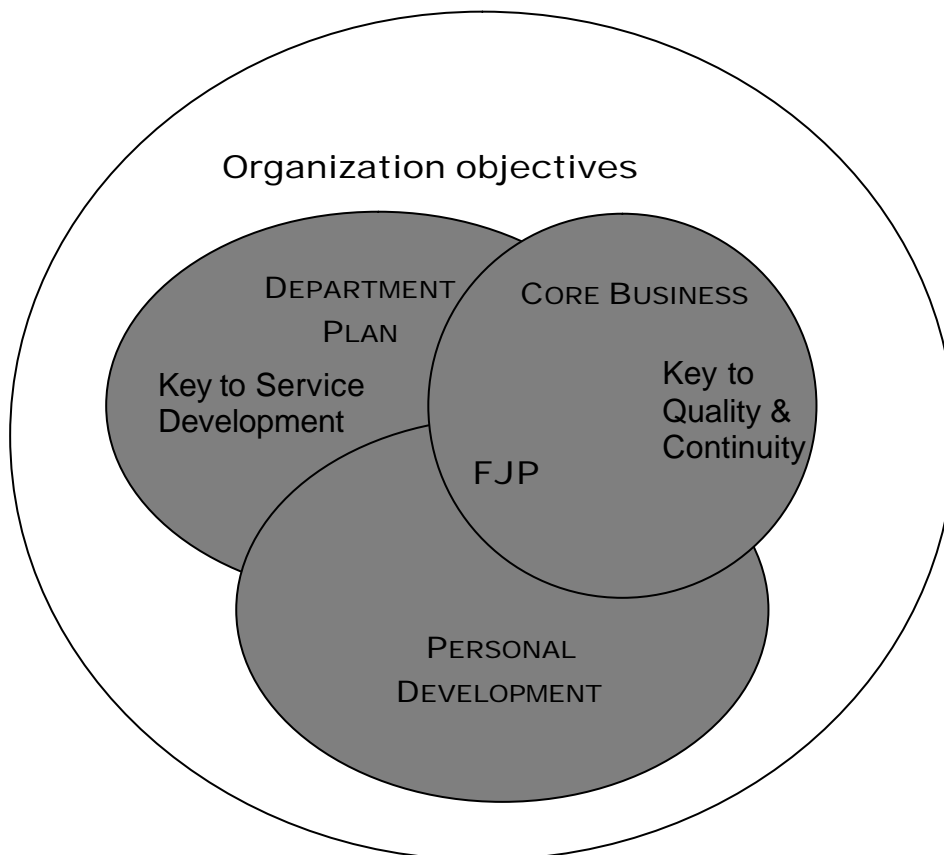 Organization objectives
DEPARTMENT
PLAN
CORE BUSINESS
Key to Service
Development
Key to
Quality &
Continuity
FJP
PERSONAL
DEVELOPMENT